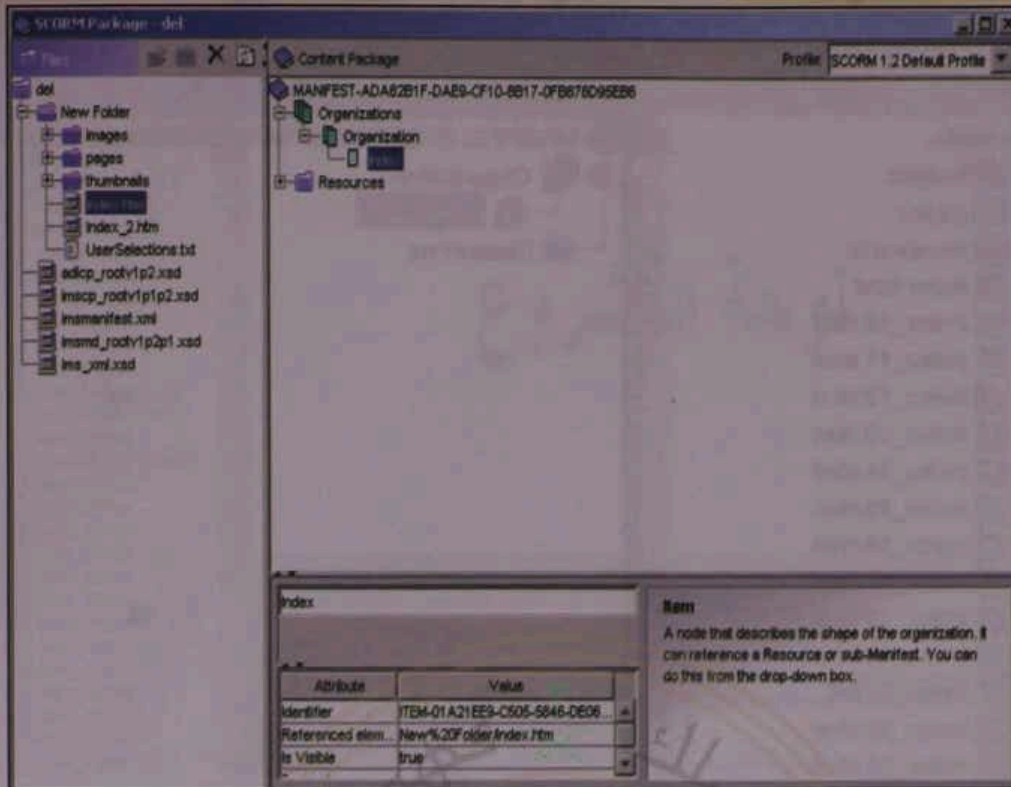 SCORM Package - del
Files
Content Package
Profile: SCORM 1.2 Default Profile
del
New Folder
images
pages
thumbnails
index.htm
index_2.htm
UserSelections.txt
adlcp_rootv1p2.xsd
imscp_rootv1p1p2.xsd
imsmanifest.xml
imsmd_rootv1p2p1.xsd
ims_xml.xsd
MANIFEST-ADA62B1F-DAE9-CF10-8B17-0FB676D95EB6
Organizations
Organization
index
Resources
index
Attribute Value
Identifier ITEM-01A21EE9-C505-5846-DE06...
Referenced elem... New%20Folder/index.htm
Is Visible true
Item
A node that describes the shape of the organization. It
can reference a Resource or sub-Manifest. You can
do this from the drop-down box.